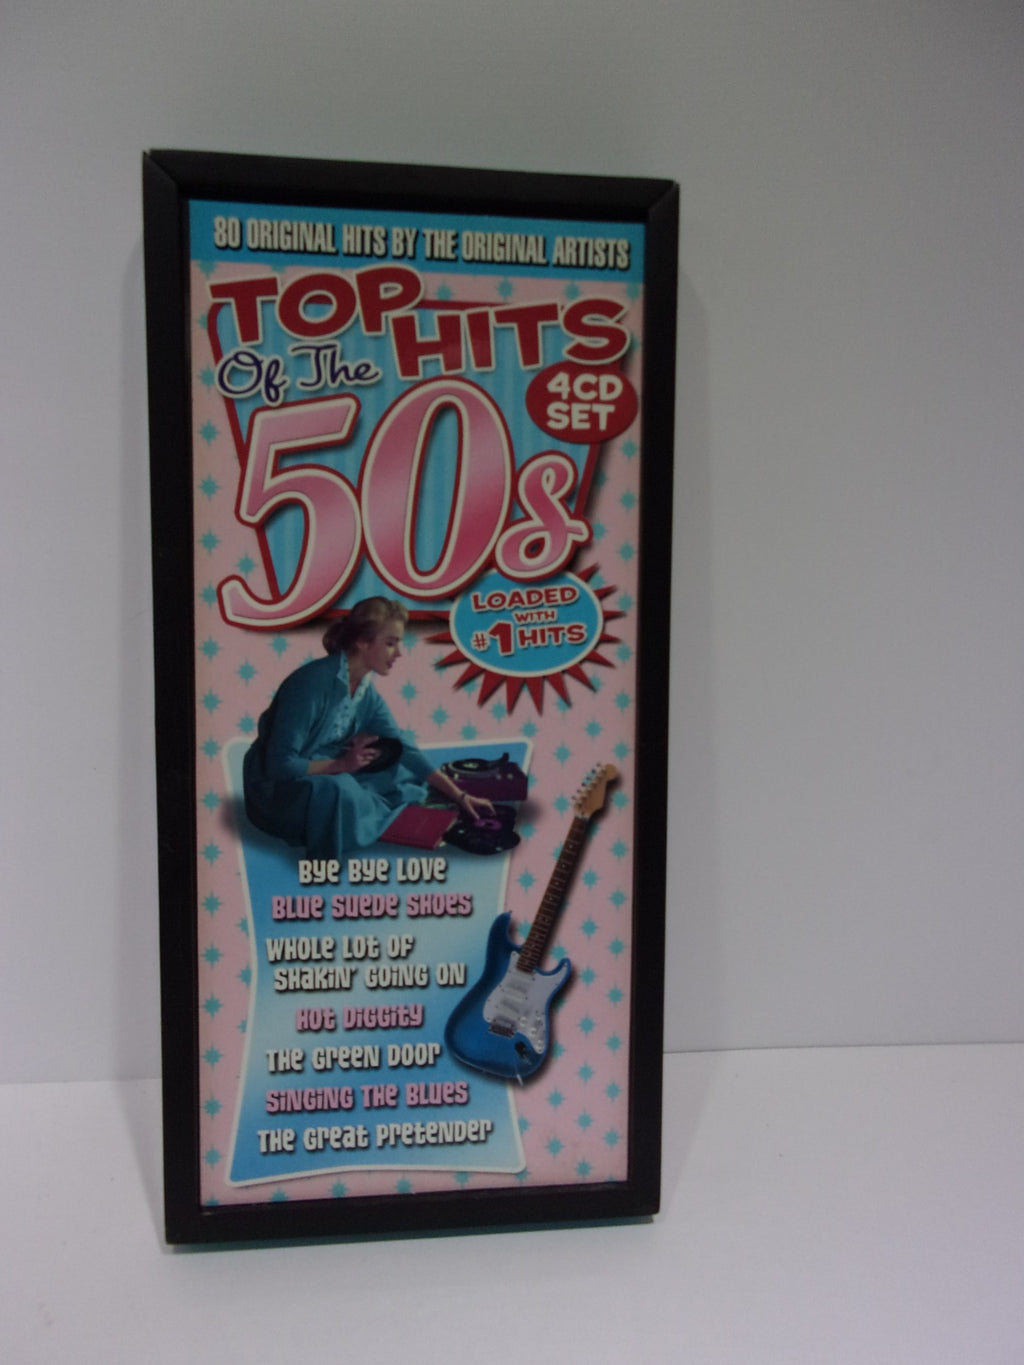 80 ORIGINAL HITS BY THE ORIGINAL ARTISTS
TOP HITS
Of The
50s
4CD
SET
LOADED
WITH
#1 HITS
BYE BYE LOVE
BLUE SUEDE SHOES
WHOLE LOT OF
SHAKIN' GOING ON
HOT DIGGITY
THE GREEN DOOR
SINGING THE BLUES
THE GREAT PRETENDER